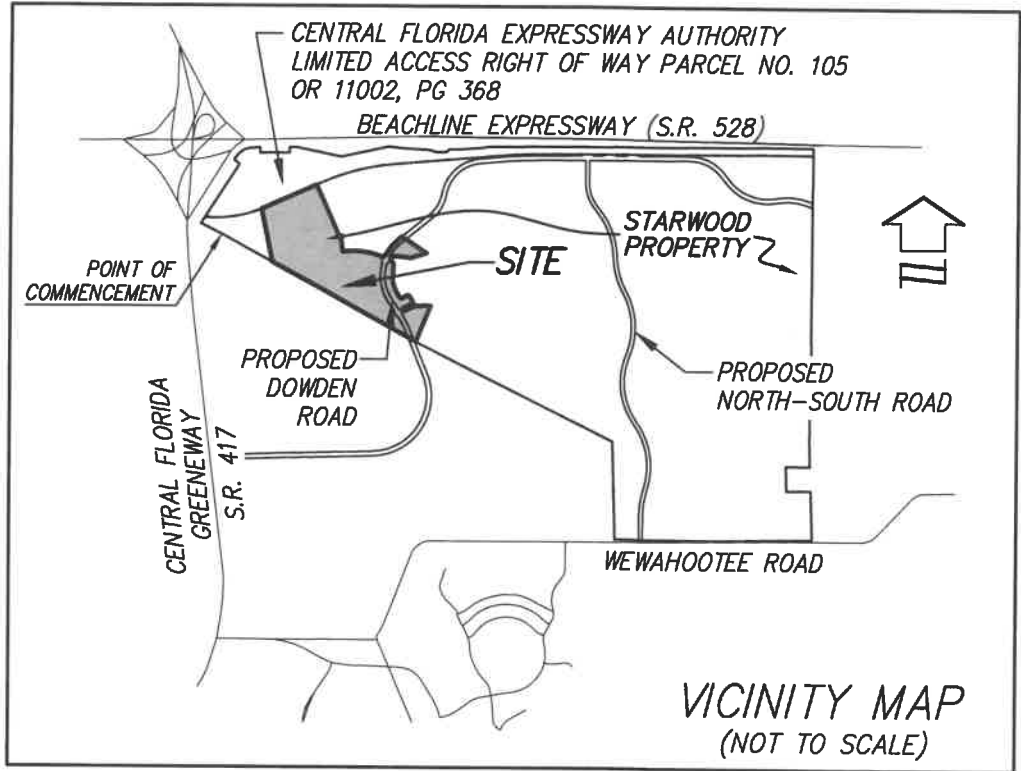 CENTRAL FLORIDA EXPRESSWAY AUTHORITY
LIMITED ACCESS RIGHT OF WAY PARCEL NO. 105
OR 11002, PG 368
BEACHLINE EXPRESSWAY (S.R. 528)
STARWOOD
PROPERTY
SITE
POINT OF
COMMENCEMENT
PROPOSED
DOWDEN
ROAD
PROPOSED
NORTH-SOUTH ROAD
CENTRAL FLORIDA
GREENEWAY
S.R. 417
WEWAHOOTEE ROAD
VICINITY MAP
(NOT TO SCALE)